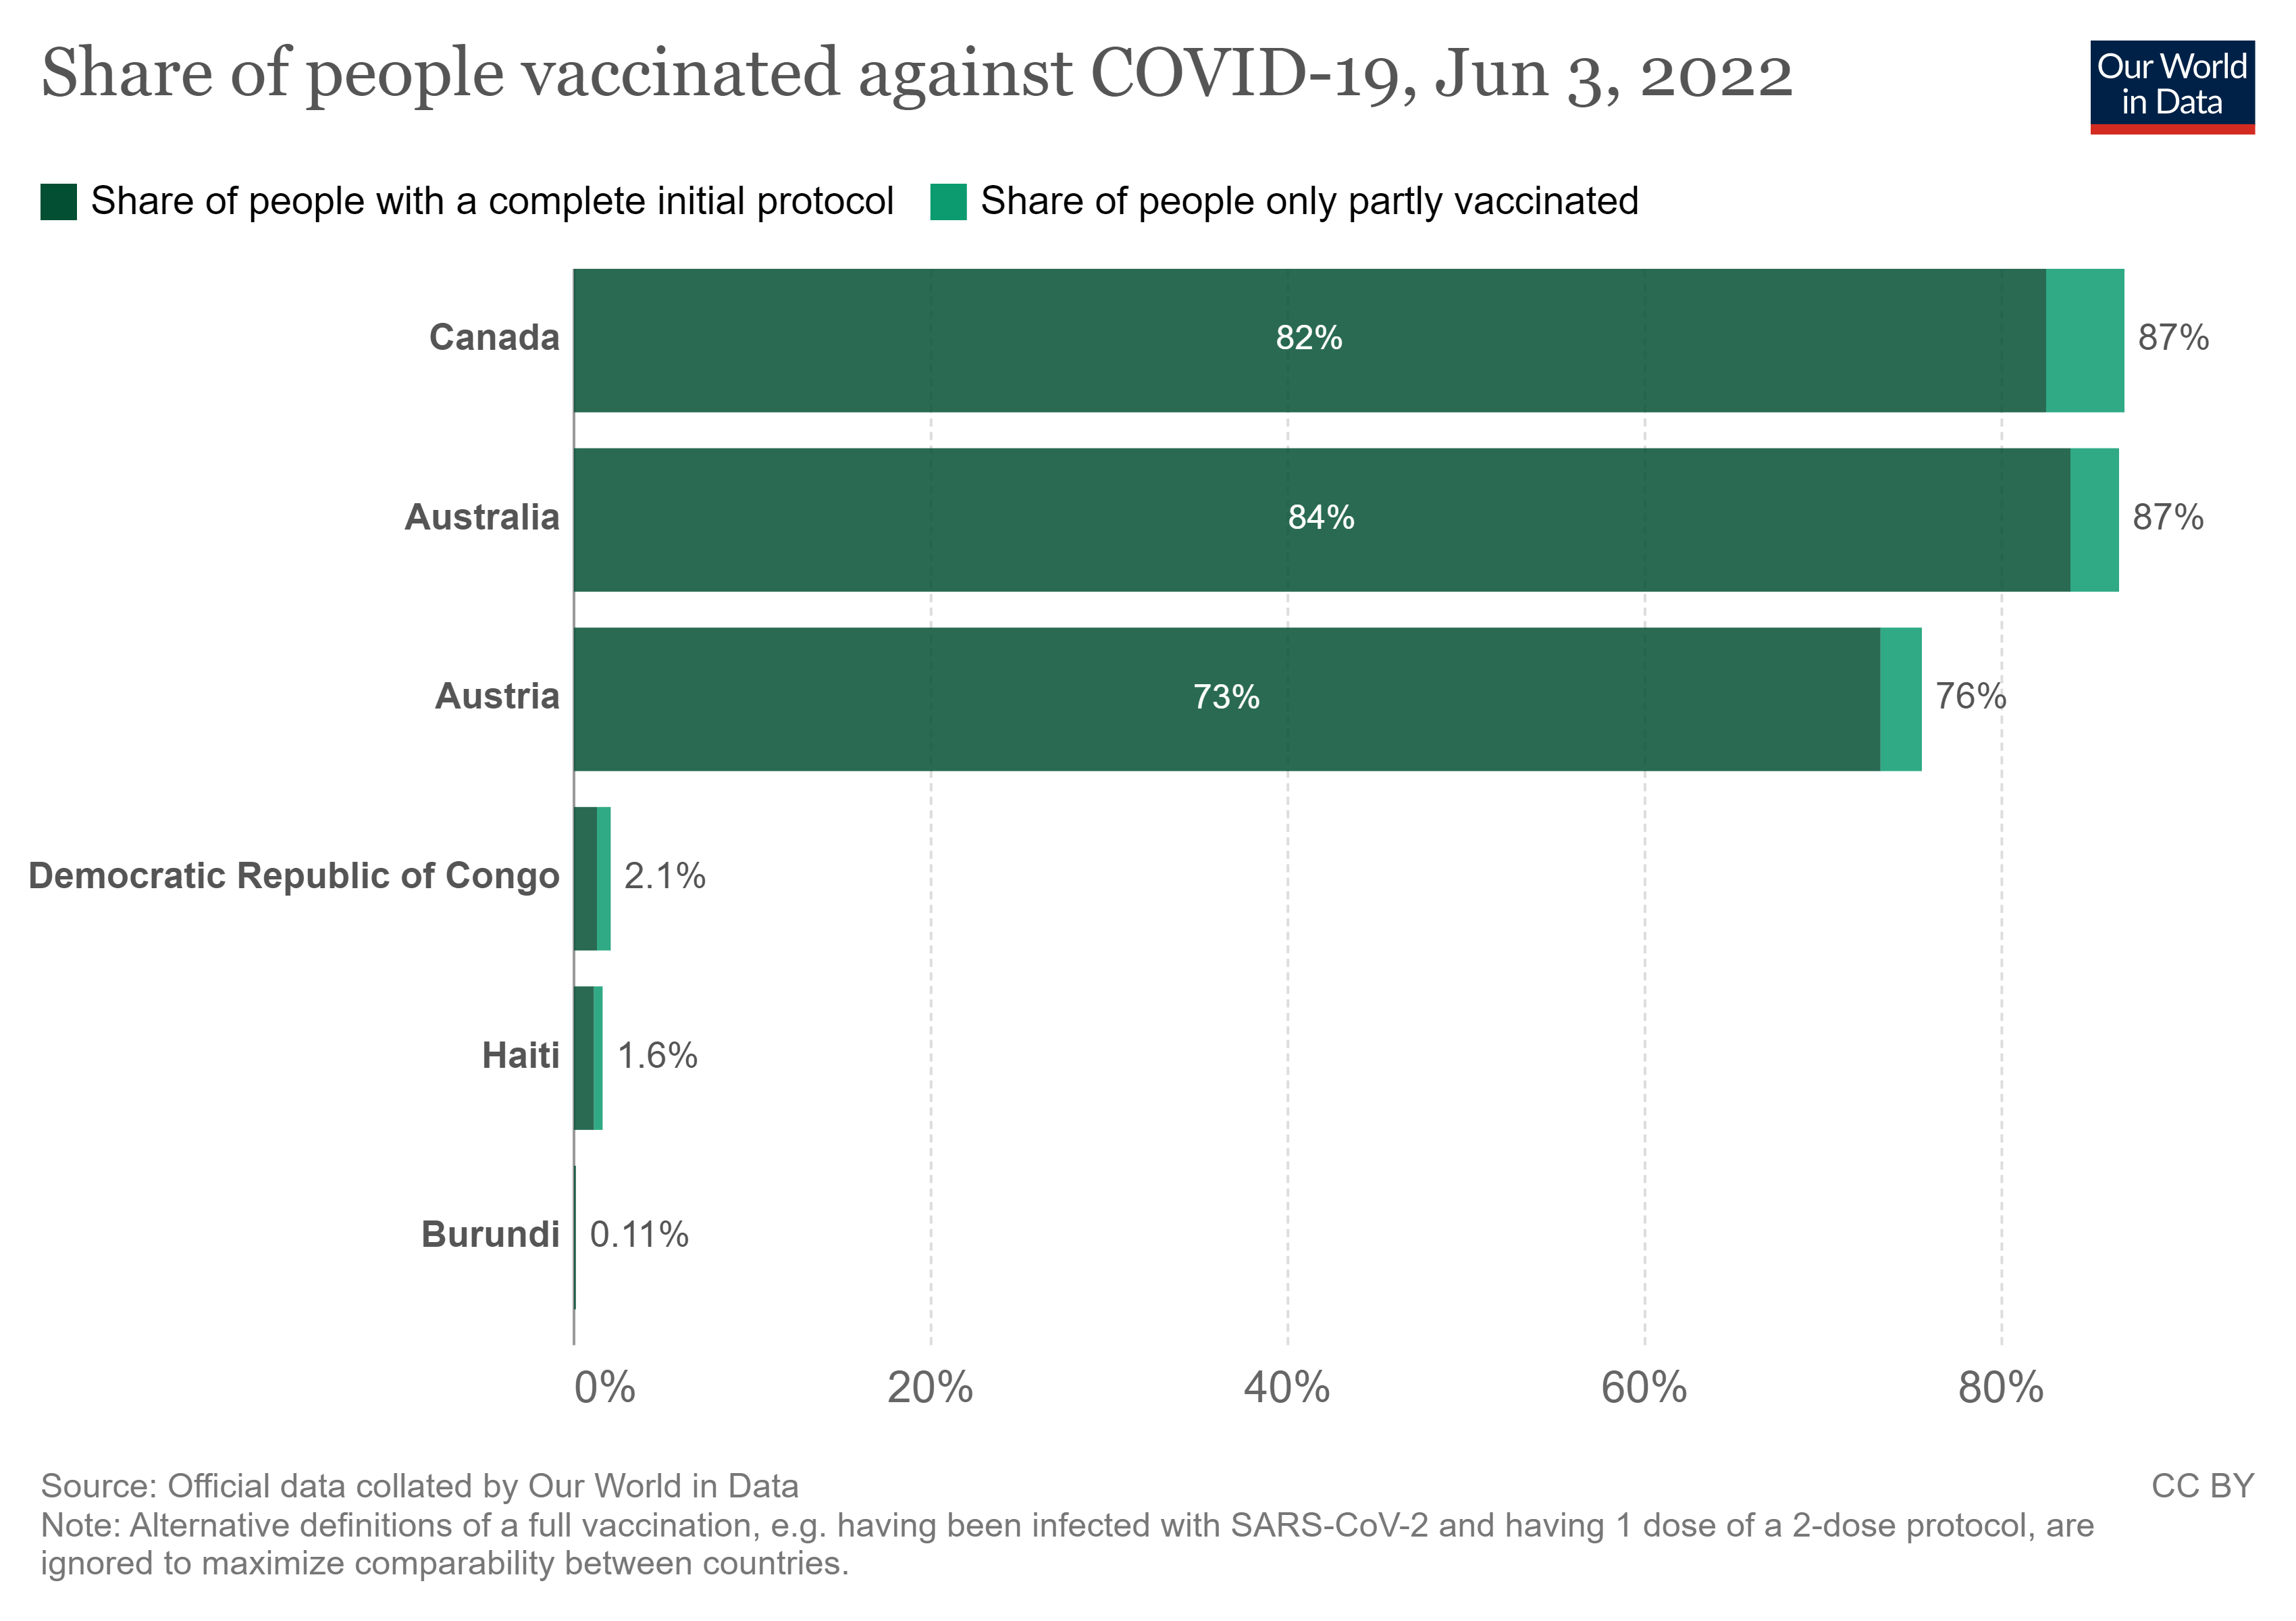 Share of people vaccinated against COVID-19, Jun 3, 2022
Our World
in Data
Share of people with a complete initial protocol
Share of people only partly vaccinated
Canada
82%
87%
Australia
84%
87%
Austria
73%
76%
Democratic Republic of Congo
2.1%
Haiti
1.6%
Burundi
0.11%
0%
20%
40%
60%
80%
Source: Official data collated by Our World in Data
CC BY
Note: Alternative definitions of a full vaccination, e.g. having been infected with SARS-CoV-2 and having 1 dose of a 2-dose protocol, are
ignored to maximize comparability between countries.